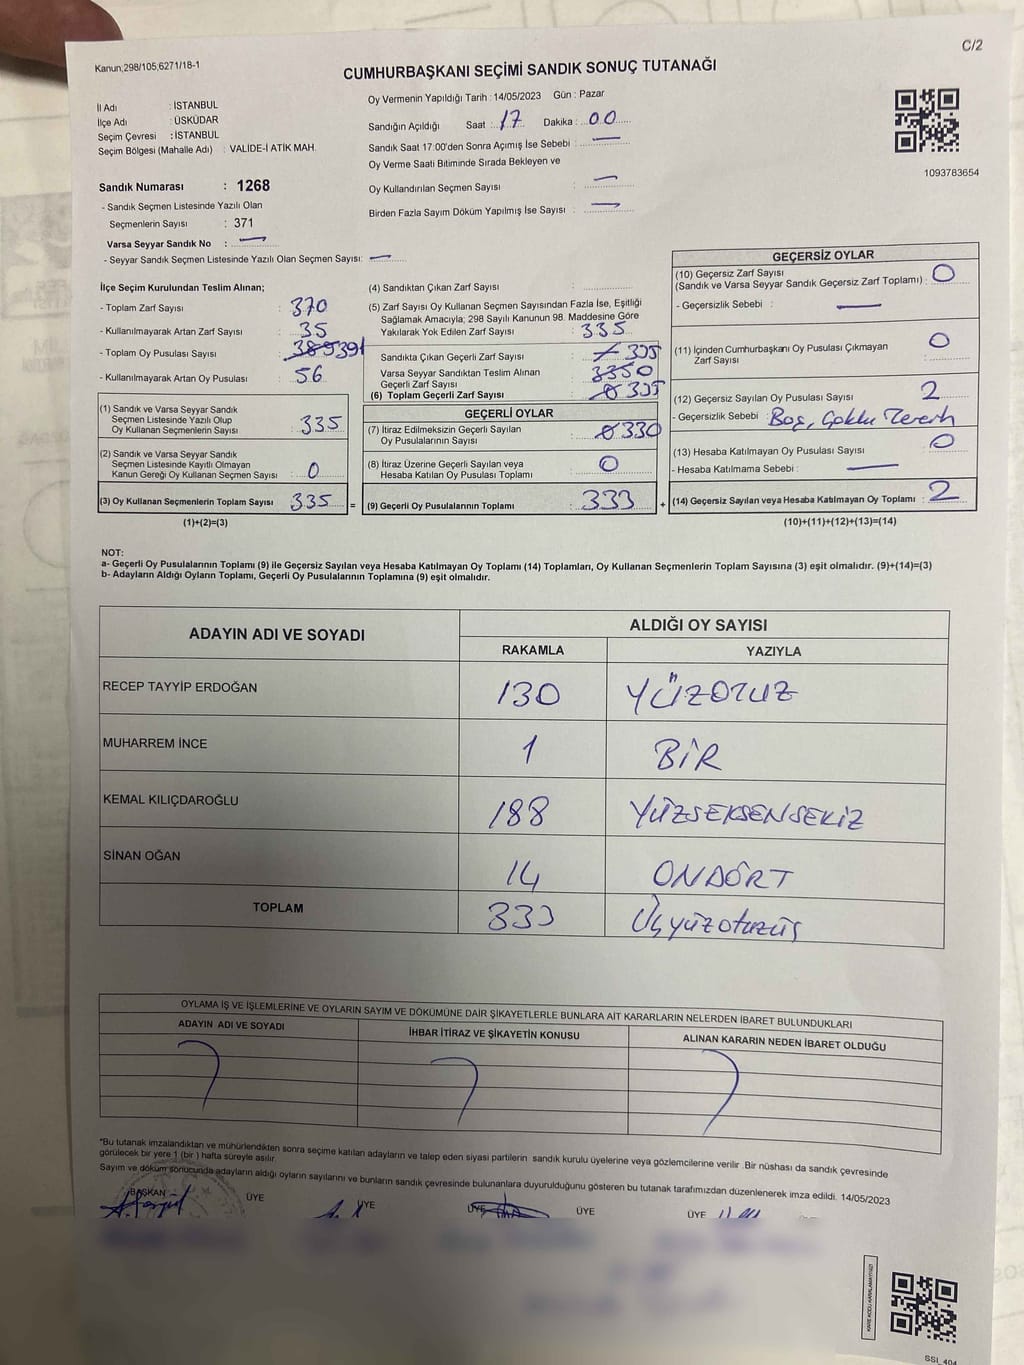 C/2
Kanun;298/105;6271/18-1
CUMHURBAŞKANI SEÇİMİ SANDIK SONUÇ TUTANAĞI
İl Adı : İSTANBUL
İlçe Adı : ÜSKÜDAR
Seçim Çevresi : İSTANBUL
Seçim Bölgesi (Mahalle Adı) : VALİDE-İ ATİK MAH.
Oy Vermenin Yapıldığı Tarih : 14/05/2023 Gün : Pazar
Sandığın Açıldığı Saat : 17 Dakika : 00
Sandık Saat 17:00'den Sonra Açımış İse Sebebi :
Oy Verme Saati Bitiminde Sırada Bekleyen ve
Oy Kullandırılan Seçmen Sayısı :
Birden Fazla Sayım Döküm Yapılmış İse Sayısı :
1093783654
Sandık Numarası : 1268
- Sandık Seçmen Listesinde Yazılı Olan
Seçmenlerin Sayısı : 371
Varsa Seyyar Sandık No :
- Seyyar Sandık Seçmen Listesinde Yazılı Olan Seçmen Sayısı:
İlçe Seçim Kurulundan Teslim Alınan;
- Toplam Zarf Sayısı : 370
- Kullanılmayarak Artan Zarf Sayısı : 35
- Toplam Oy Pusulası Sayısı : 391
- Kullanılmayarak Artan Oy Pusulası : 56
(1) Sandık ve Varsa Seyyar Sandık
Seçmen Listesinde Yazılı Olup
Oy Kullanan Seçmenlerin Sayısı : 335
(2) Sandık ve Varsa Seyyar Sandık
Seçmen Listesinde Kayıtlı Olmayan
Kanun Gereği Oy Kullanan Seçmen Sayısı : 0
(3) Oy Kullanan Seçmenlerin Toplam Sayısı : 335 =
(1)+(2)=(3)
(4) Sandıktan Çıkan Zarf Sayısı :
(5) Zarf Sayısı Oy Kullanan Seçmen Sayısından Fazla İse, Eşitliği
Sağlamak Amacıyla; 298 Sayılı Kanunun 98. Maddesine Göre
Yakılarak Yok Edilen Zarf Sayısı : 335
Sandıkta Çıkan Geçerli Zarf Sayısı : 335
Varsa Seyyar Sandıktan Teslim Alınan
Geçerli Zarf Sayısı : 0
(6) Toplam Geçerli Zarf Sayısı : 335
GEÇERLİ OYLAR
(7) İtiraz Edilmeksizin Geçerli Sayılan
Oy Pusulalarının Sayısı : 330
(8) İtiraz Üzerine Geçerli Sayılan veya
Hesaba Katılan Oy Pusulası Toplamı : 0
(9) Geçerli Oy Pusulalarının Toplamı : 333 +
GEÇERSİZ OYLAR
(10) Geçersiz Zarf Sayısı
(Sandık ve Varsa Seyyar Sandık Geçersiz Zarf Toplamı) : 0
- Geçersizlik Sebebi :
(11) İçinden Cumhurbaşkanı Oy Pusulası Çıkmayan
Zarf Sayısı : 0
(12) Geçersiz Sayılan Oy Pusulası Sayısı : 2
- Geçersizlik Sebebi : Boş, Çoklu Tercih
(13) Hesaba Katılmayan Oy Pusulası Sayısı : 0
- Hesaba Katılmama Sebebi :
(14) Geçersiz Sayılan veya Hesaba Katılmayan Oy Toplamı : 2
(10)+(11)+(12)+(13)=(14)
NOT:
a- Geçerli Oy Pusulalarının Toplamı (9) ile Geçersiz Sayılan veya Hesaba Katılmayan Oy Toplamı (14) Toplamları, Oy Kullanan Seçmenlerin Toplam Sayısına (3) eşit olmalıdır. (9)+(14)=(3)
b- Adayların Aldığı Oyların Toplamı, Geçerli Oy Pusulalarının Toplamına (9) eşit olmalıdır.
ADAYIN ADI VE SOYADI
ALDIĞI OY SAYISI
RAKAMLA YAZIYLA
RECEP TAYYİP ERDOĞAN 130 YÜZOTUZ
MUHARREM İNCE 1 BİR
KEMAL KILIÇDAROĞLU 188 YÜZSEKSENSEKİZ
SİNAN OĞAN 14 ONDÖRT
TOPLAM 333 Üçyüzotuzüç
OYLAMA İŞ VE İŞLEMLERİNE VE OYLARIN SAYIM VE DÖKÜMÜNE DAİR ŞİKAYETLERLE BUNLARA AİT KARARLARIN NELERDEN İBARET BULUNDUKLARI
ADAYIN ADI VE SOYADI İHBAR İTİRAZ VE ŞİKAYETİN KONUSU ALINAN KARARIN NEDEN İBARET OLDUĞU
"Bu tutanak imzalandıktan ve mühürlendikten sonra seçime katılan adayların ve talep eden siyasi partilerin sandık kurulu üyelerine veya gözlemcilerine verilir .Bir nüshası da sandık çevresinde
görülecek bir yere 1 (bir ) hafta süreyle asılır.
Sayım ve döküm sonucunda adayların aldığı oyların sayılarını ve bunların sandık çevresinde bulunanlara duyurulduğunu gösteren bu tutanak tarafımızdan düzenlenerek imza edildi. 14/05/2023
BAŞKAN ÜYE ÜYE ÜYE ÜYE ÜYE ÜYE